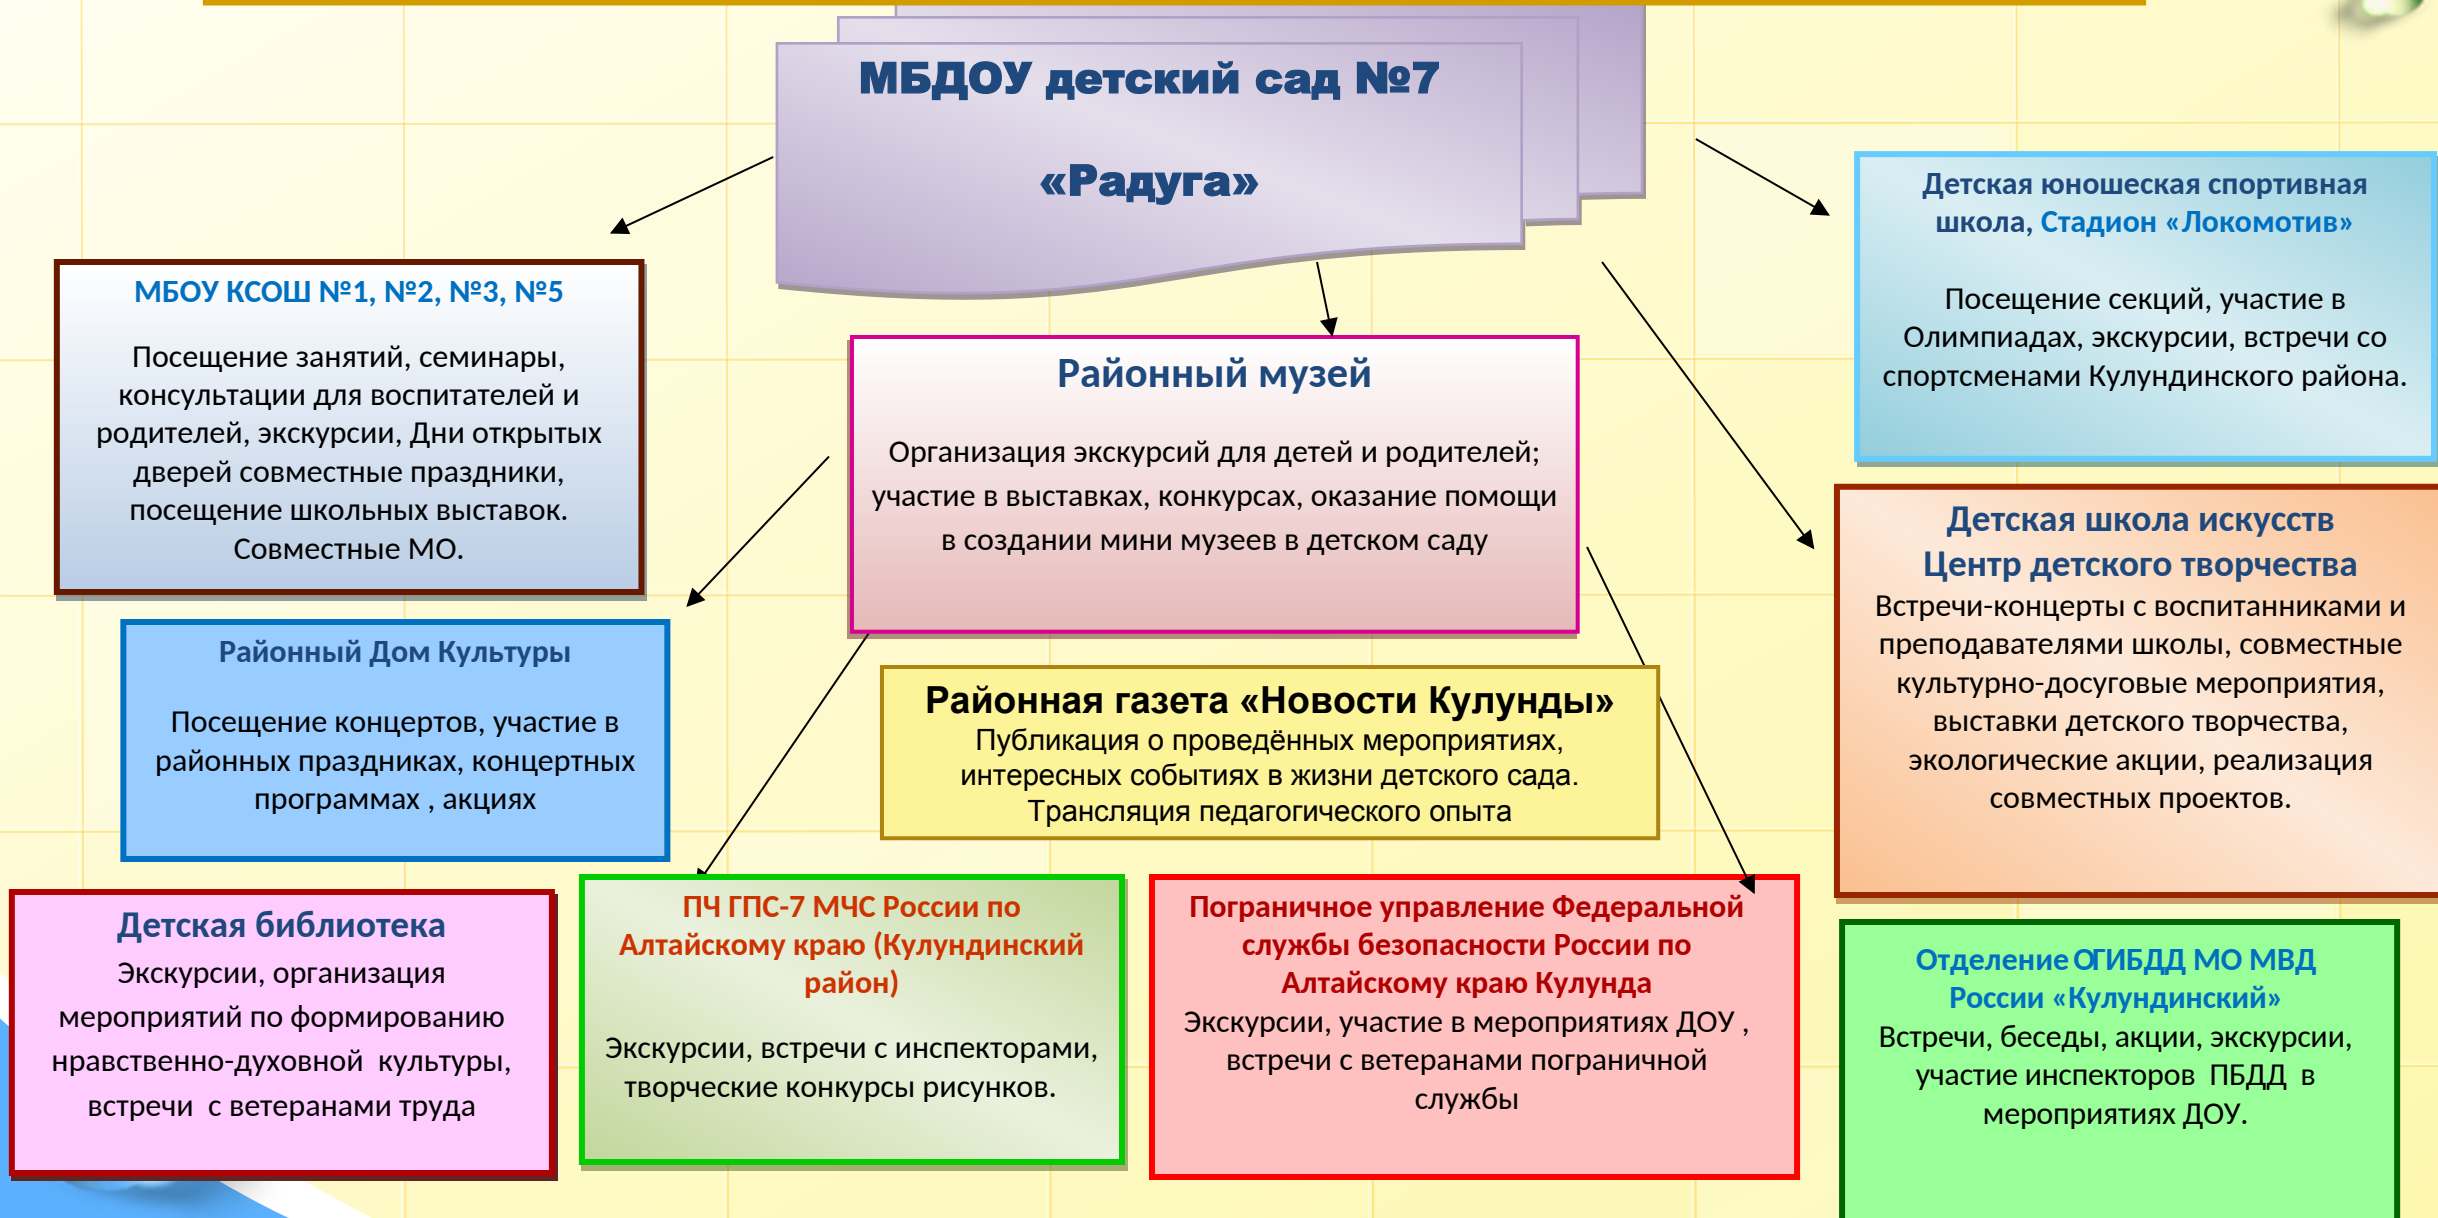 МБДОУ детский сад №7
«Радуга»
МБОУ КСОШ №1, №2, №3, №5
Посещение занятий, семинары,
консультации для воспитателей и
родителей, экскурсии, Дни открытых
дверей совместные праздники,
посещение школьных выставок.
Совместные МО.
Районный музей
Организация экскурсий для детей и родителей;
участие в выставках, конкурсах, оказание помощи
в создании мини музеев в детском саду
Детская юношеская спортивная
школа, Стадион «Локомотив»
Посещение секций, участие в
Олимпиадах, экскурсии, встречи со
спортсменами Кулундинского района.
Районный Дом Культуры
Посещение концертов, участие в
районных праздниках, концертных
программах , акциях
Районная газета «Новости Кулунды»
Публикация о проведённых мероприятиях,
интересных событиях в жизни детского сада.
Трансляция педагогического опыта
Детская школа искусств
Центр детского творчества
Встречи-концерты с воспитанниками и
преподавателями школы, совместные
культурно-досуговые мероприятия,
выставки детского творчества,
экологические акции, реализация
совместных проектов.
Детская библиотека
Экскурсии, организация
мероприятий по формированию
нравственно-духовной  культуры,
встречи  с ветеранами труда
ПЧ ГПС-7 МЧС России по
Алтайскому краю (Кулундинский
район)
Экскурсии, встречи с инспекторами,
творческие конкурсы рисунков.
Пограничное управление Федеральной
службы безопасности России по
Алтайскому краю Кулунда
Экскурсии, участие в мероприятиях ДОУ ,
встречи с ветеранами пограничной
службы
Отделение ОГИБДД МО МВД
России «Кулундинский»
Встречи, беседы, акции, экскурсии,
участие инспекторов  ПБДД  в
мероприятиях ДОУ.